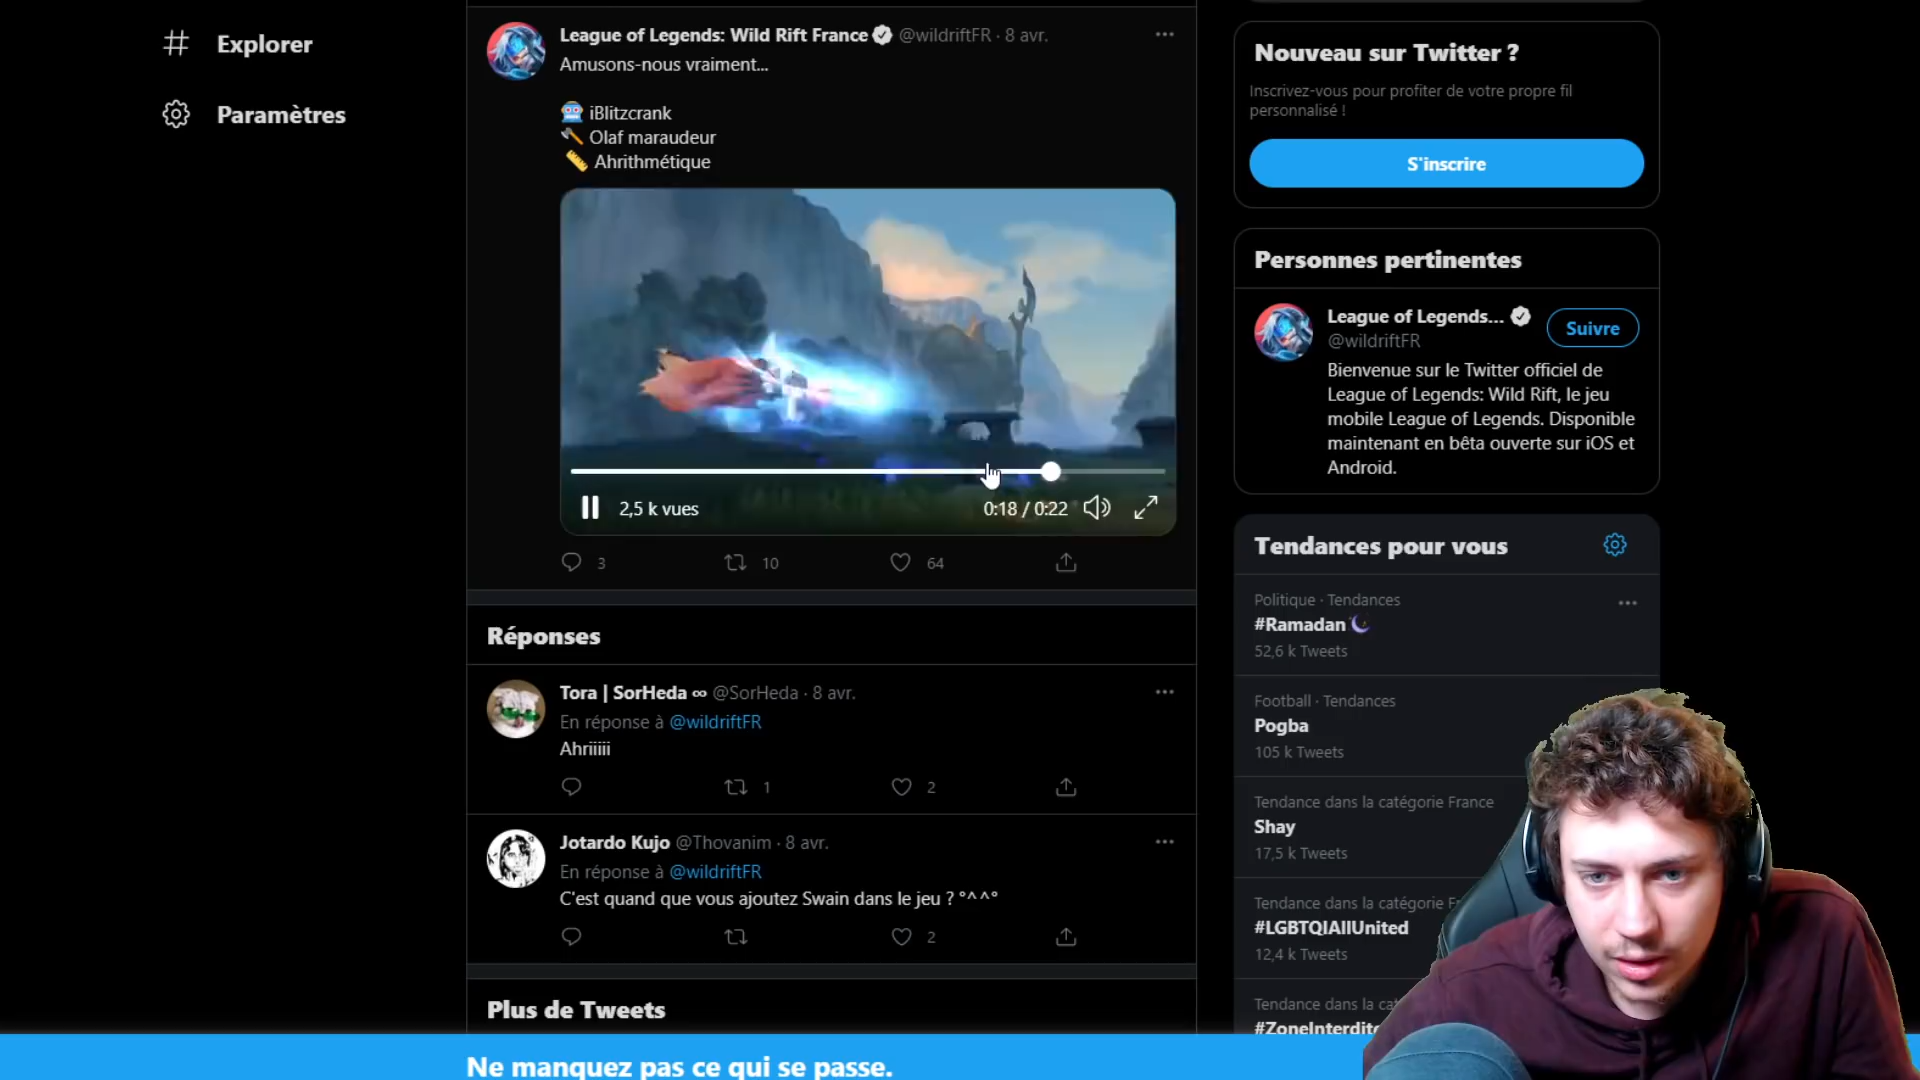 Explorer
Paramètres
League of Legends: Wild Rift France @wildriftFR · 8 avr.
Amusons-nous vraiment...
iBlitzcrank
Olaf maraudeur
Ahrithmétique
2,5 k vues
0:18 / 0:22
3
10
64
Réponses
Tora | SorHeda ∞ @SorHeda · 8 avr.
En réponse à @wildriftFR
Ahriiiii
1
2
Jotardo Kujo @Thovanim · 8 avr.
En réponse à @wildriftFR
C'est quand que vous ajoutez Swain dans le jeu ? °^^°
2
Plus de Tweets
Nouveau sur Twitter ?
Inscrivez-vous pour profiter de votre propre fil
personnalisé !
S'inscrire
Personnes pertinentes
League of Legends...
@wildriftFR
Suivre
Bienvenue sur le Twitter officiel de
League of Legends: Wild Rift, le jeu
mobile League of Legends. Disponible
maintenant en bêta ouverte sur iOS et
Android.
Tendances pour vous
Politique · Tendances
#Ramadan
52,6 k Tweets
Football · Tendances
Pogba
105 k Tweets
Tendance dans la catégorie France
Shay
17,5 k Tweets
Tendance dans la catégorie
#LGBTQIAllUnited
12,4 k Tweets
Tendance dans la
Ne manquez pas ce qui se passe.